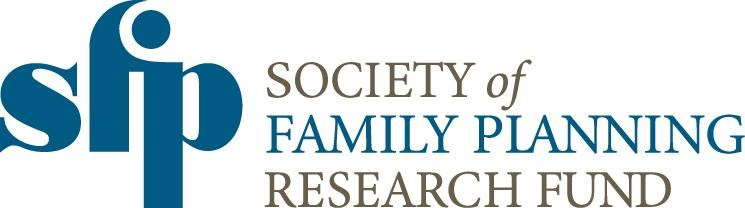 sfp
SOCIETY of
FAMILY PLANNING
RESEARCH FUND